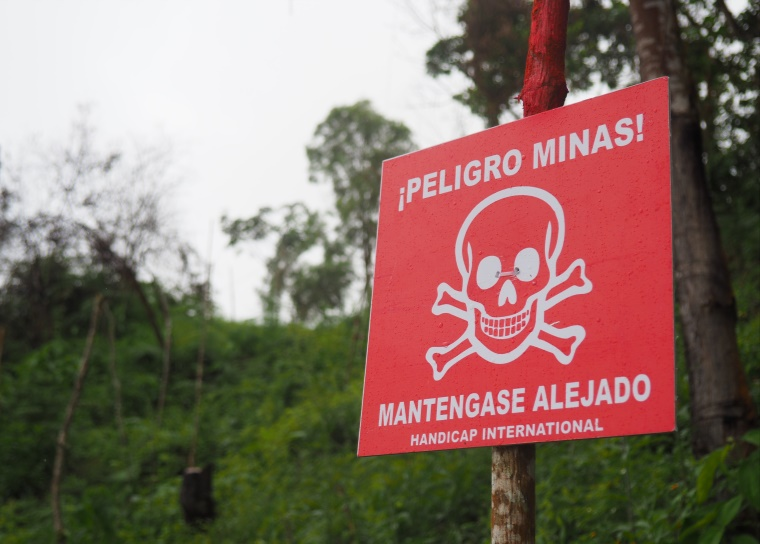 ¡PELIGRO MINAS!
MANTENGASE ALEJADO
HANDICAP INTERNATIONAL